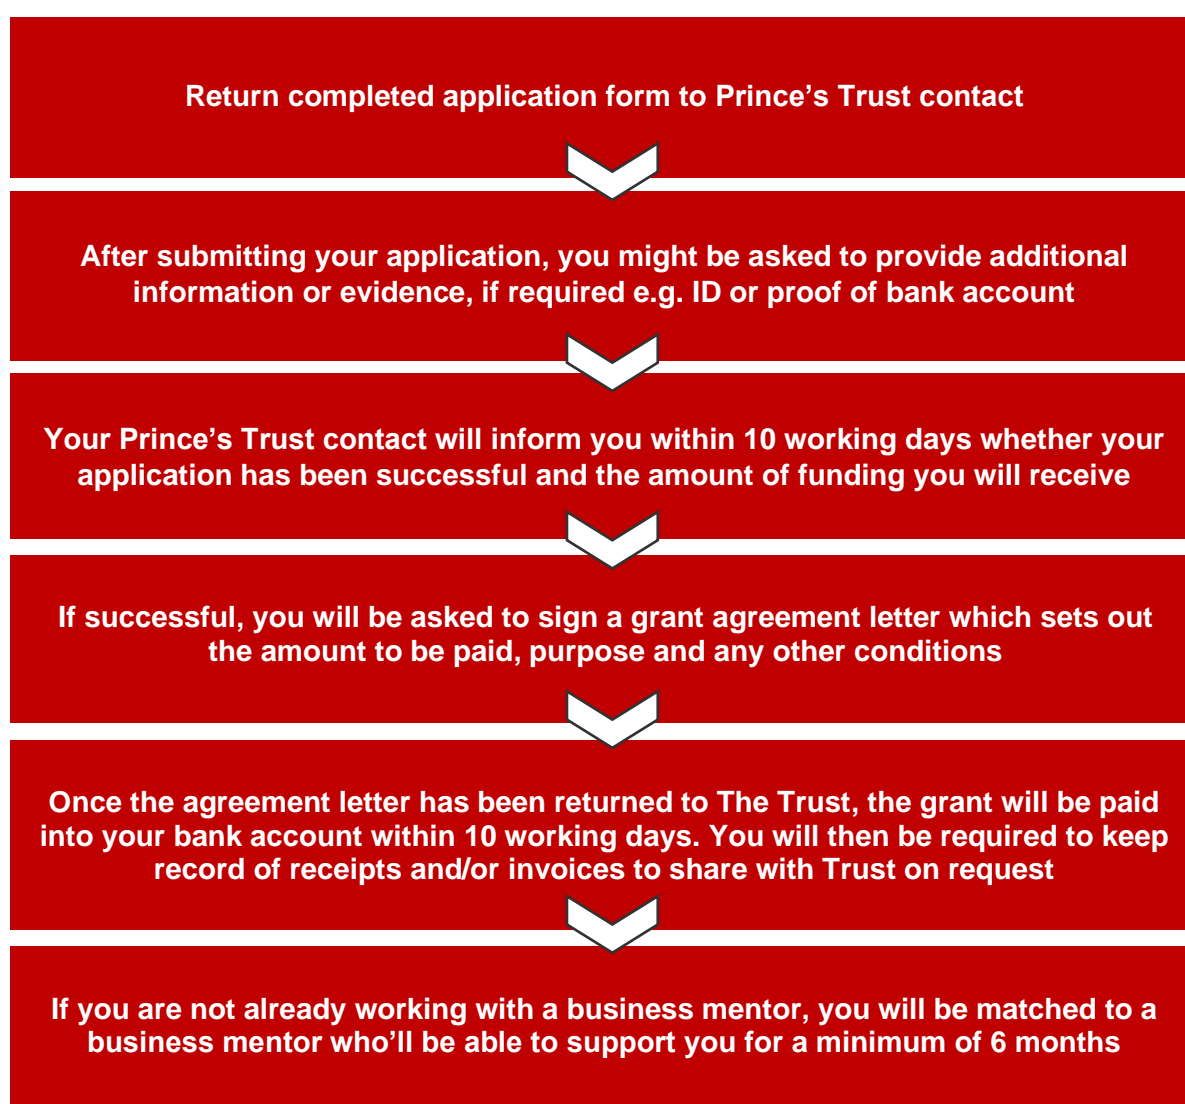 Return completed application form to Prince’s Trust contact
After submitting your application, you might be asked to provide additional
information or evidence, if required e.g. ID or proof of bank account
Your Prince’s Trust contact will inform you within 10 working days whether your
application has been successful and the amount of funding you will receive
If successful, you will be asked to sign a grant agreement letter which sets out
the amount to be paid, purpose and any other conditions
Once the agreement letter has been returned to The Trust, the grant will be paid
into your bank account within 10 working days. You will then be required to keep
record of receipts and/or invoices to share with Trust on request
If you are not already working with a business mentor, you will be matched to a
business mentor who’ll be able to support you for a minimum of 6 months